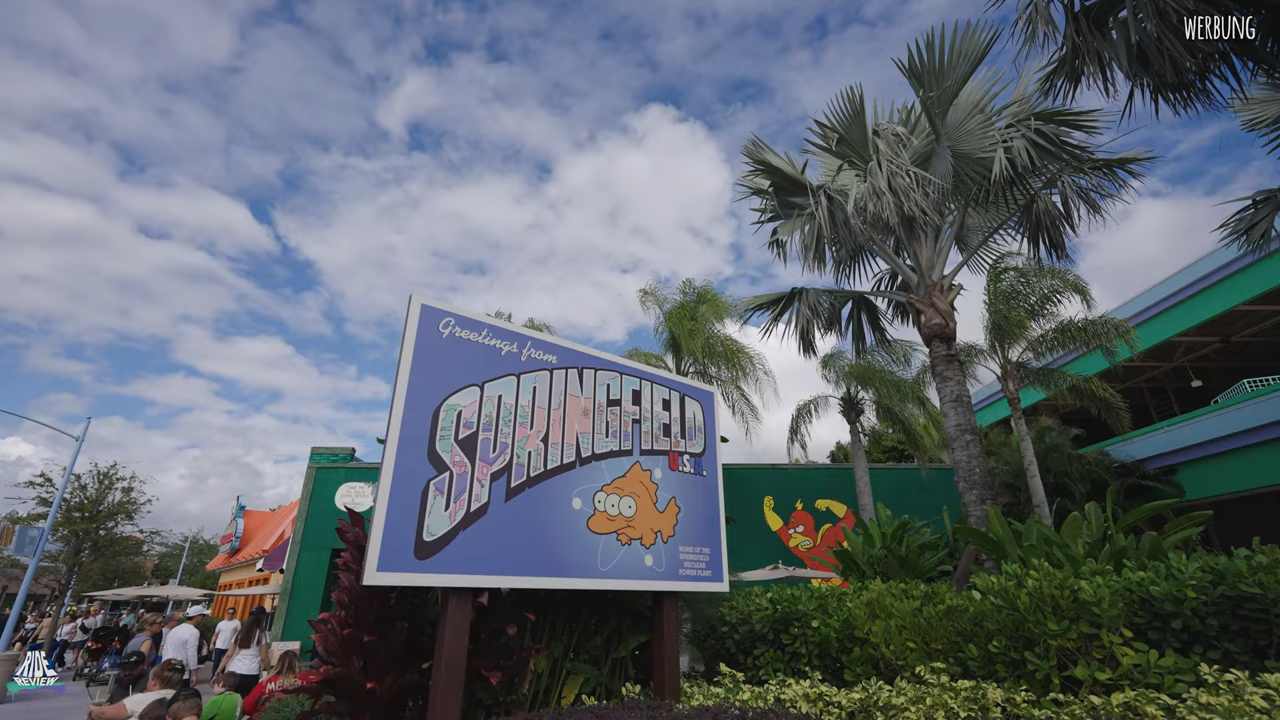 WERBUNG
Greetings from
SPRINGFIELD
U.S.A.
HOME OF THE
SPRINGFIELD
NUCLEAR
POWER PLANT
RIDE
REVIEW